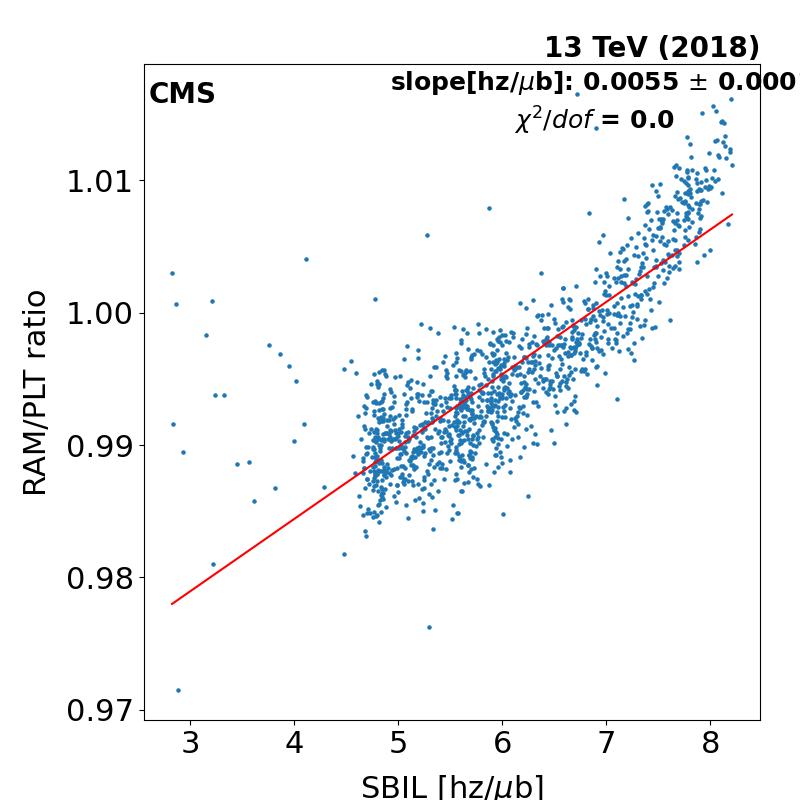 13 TeV (2018)
CMS
slope[hz/μb]: 0.0055 ± 0.000
χ²/dof = 0.0
RAM/PLT ratio
1.01
1.00
0.99
0.98
0.97
3 4 5 6 7 8
SBIL [hz/μb]